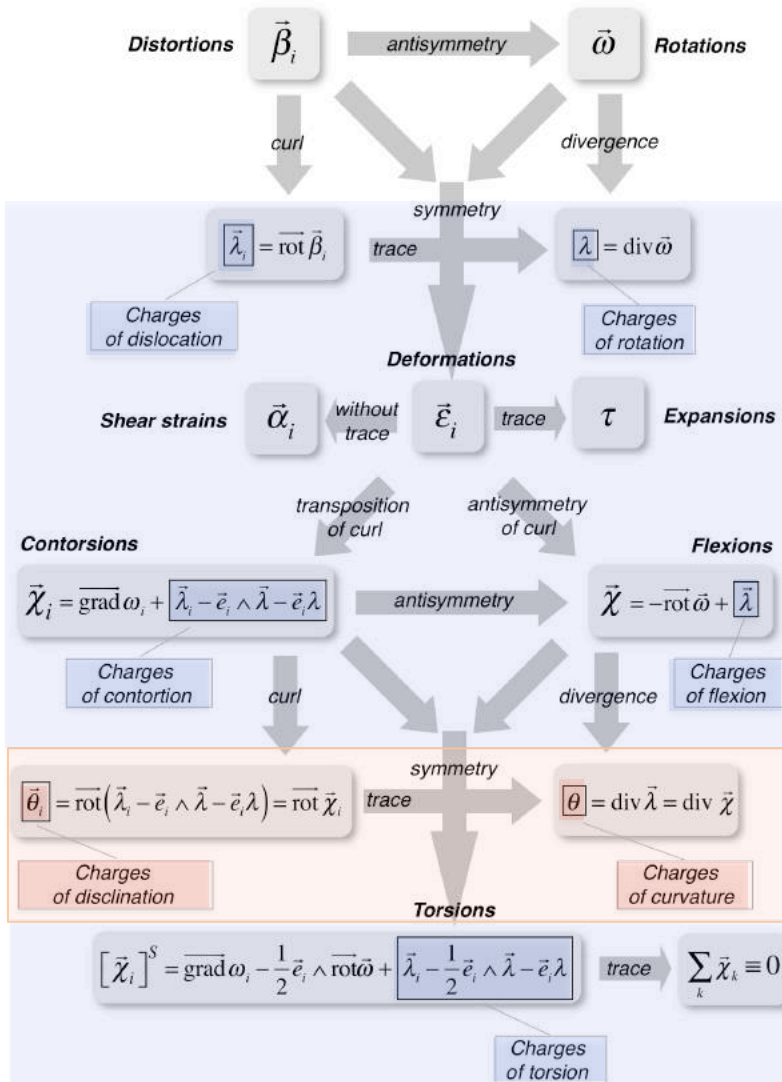 Distortions β⃗ᵢ antisymmetry ω⃗ Rotations
curl divergence
symmetry
λ⃗ᵢ = rot⃗ β⃗ᵢ trace λ = div ω⃗
Charges
of dislocation
Charges
of rotation
Deformations
Shear strains α⃗ᵢ without
trace ε⃗ᵢ trace τ Expansions
transposition
of curl
antisymmetry
of curl
Contorsions Flexions
χ⃗ᵢ = grad⃗ ωᵢ + λ⃗ᵢ − e⃗ᵢ ∧ λ⃗ − e⃗ᵢ λ antisymmetry χ⃗ = −rot⃗ ω⃗ + λ⃗
Charges
of contortion
Charges
of flexion
curl divergence
symmetry
θ⃗ᵢ = rot⃗ (λ⃗ᵢ − e⃗ᵢ ∧ λ⃗ − e⃗ᵢ λ) = rot⃗ χ⃗ᵢ trace θ = div λ⃗ = div χ⃗
Charges
of disclination
Charges
of curvature
Torsions
[χ⃗ᵢ]ˢ = grad⃗ ωᵢ − 1/2 e⃗ᵢ ∧ rot⃗ ω⃗ + λ⃗ᵢ − 1/2 e⃗ᵢ ∧ λ⃗ − e⃗ᵢ λ trace ∑ₖ χ⃗ₖ ≡ 0
Charges
of torsion